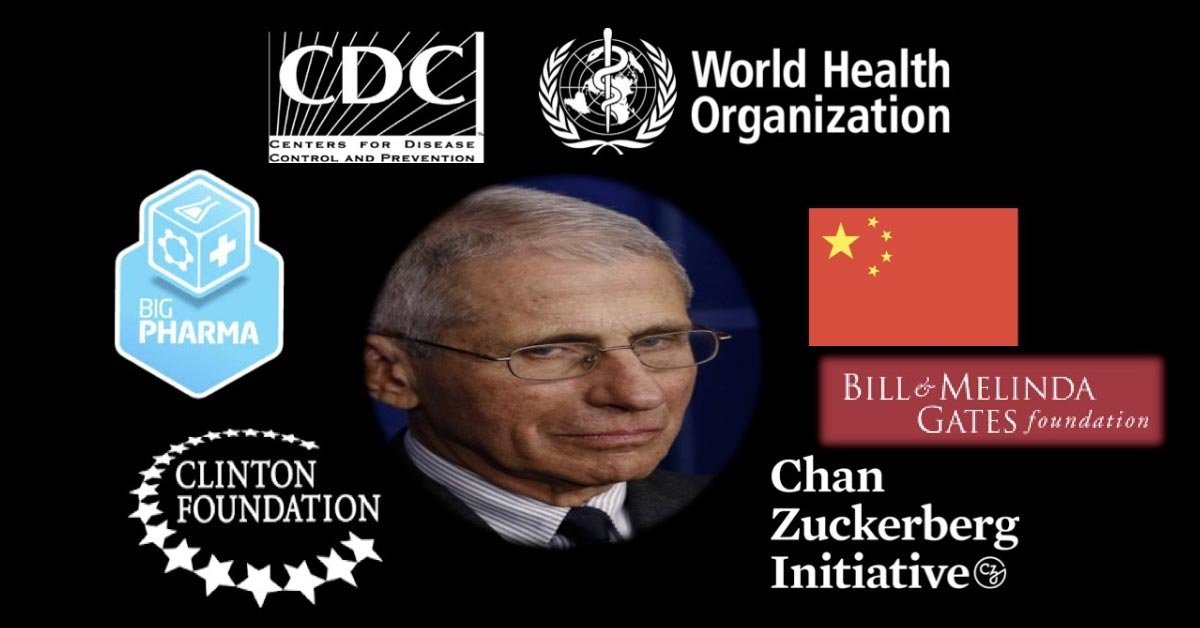 CDC
CENTERS FOR DISEASE
CONTROL AND PREVENTION
World Health
Organization
BIG
PHARMA
BILL & MELINDA
GATES foundation
CLINTON
FOUNDATION
Chan
Zuckerberg
Initiative CZI